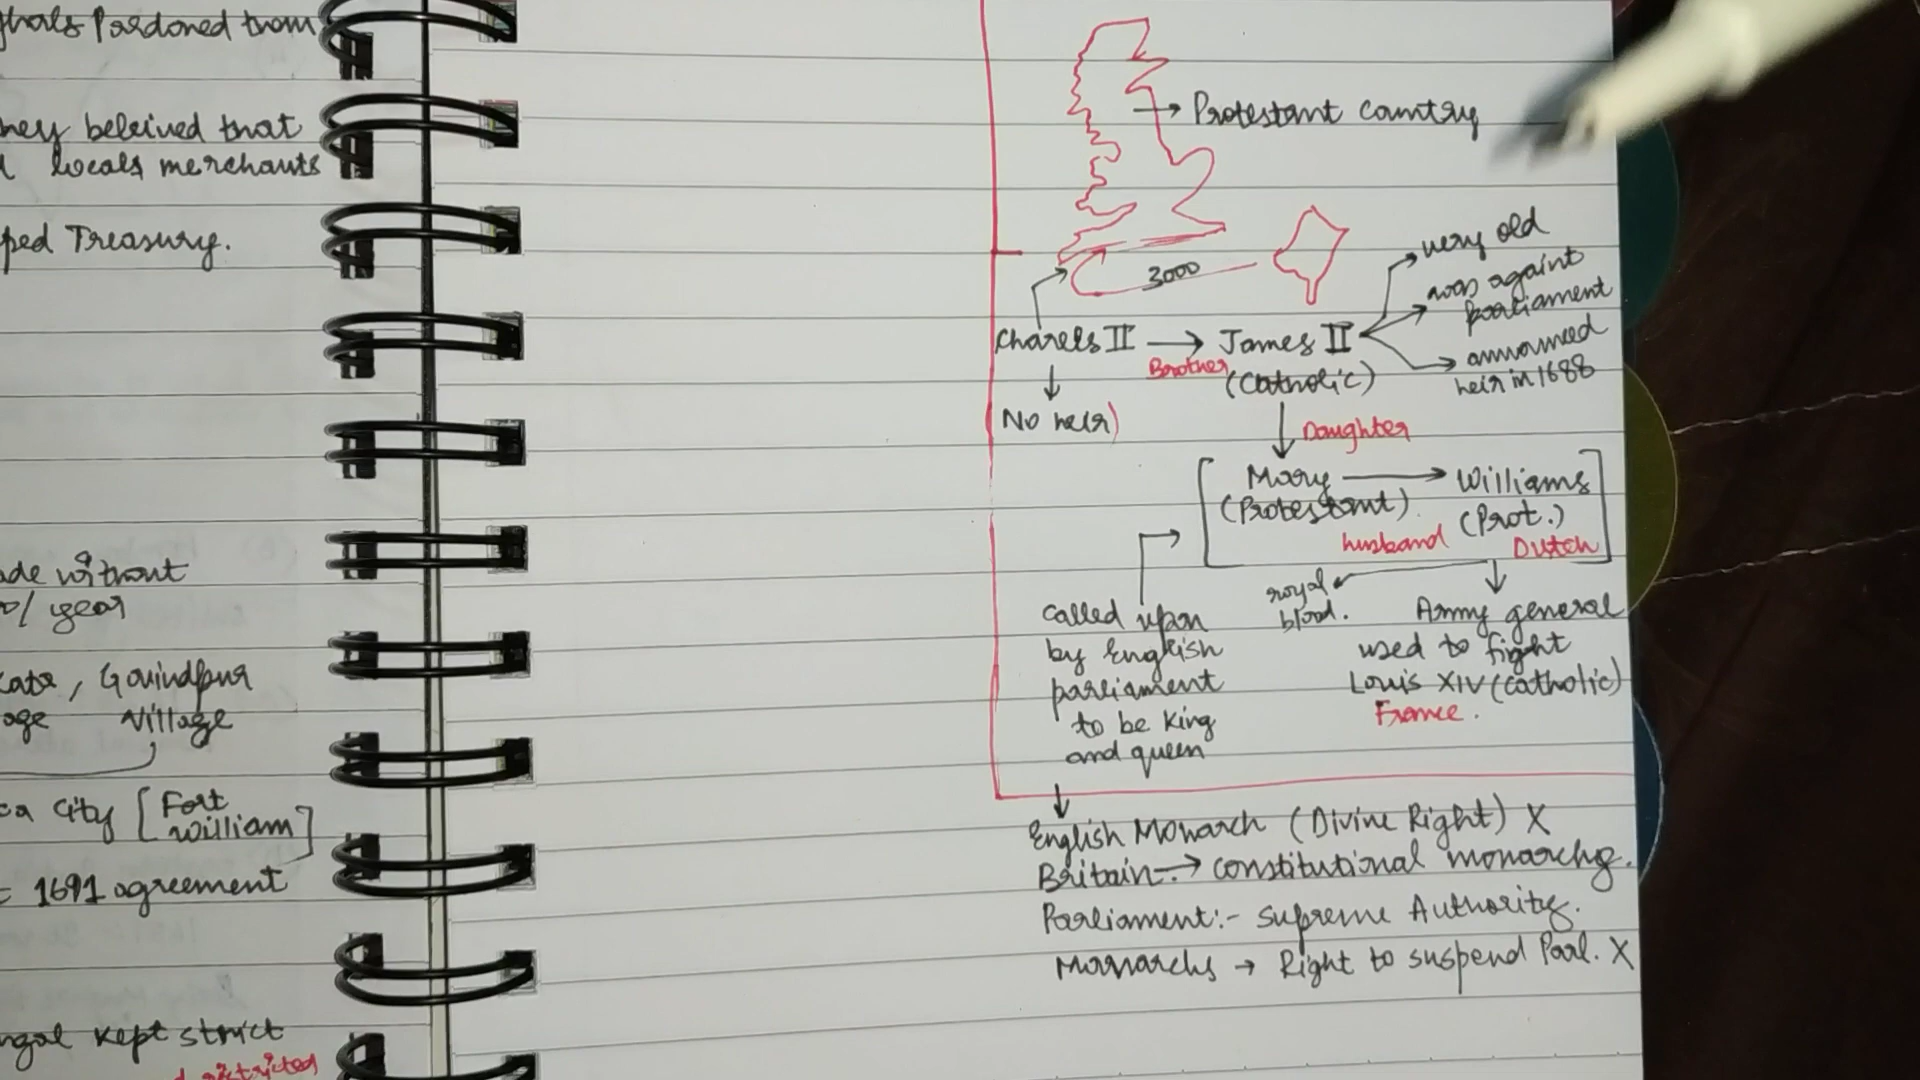 Pardoned from
hey beleived that
locals merchants
ped Treasury.
ade without
/ year
, Govindpur
age Village
ca City [Fort
William]
= 1691 agreement
ngal kept strict
Protestant Country
3000
very old
was againt
parliament
announced
heir in 1688
Charels II → James II
Brother
(Catholic)
No heir)
Daughter
Mary → Williams
(Protestant) (Prot.)
husband Dutch
royal
blood.
Army general
used to fight
Louis XIV (Catholic)
France.
called upon
by English
parliament
to be King
and queen
English Monarch (Divine Right) X
Britain → Constitutional monarchy.
Parliament:- Supreme Authority.
Monarchs → Right to suspend Parl. X